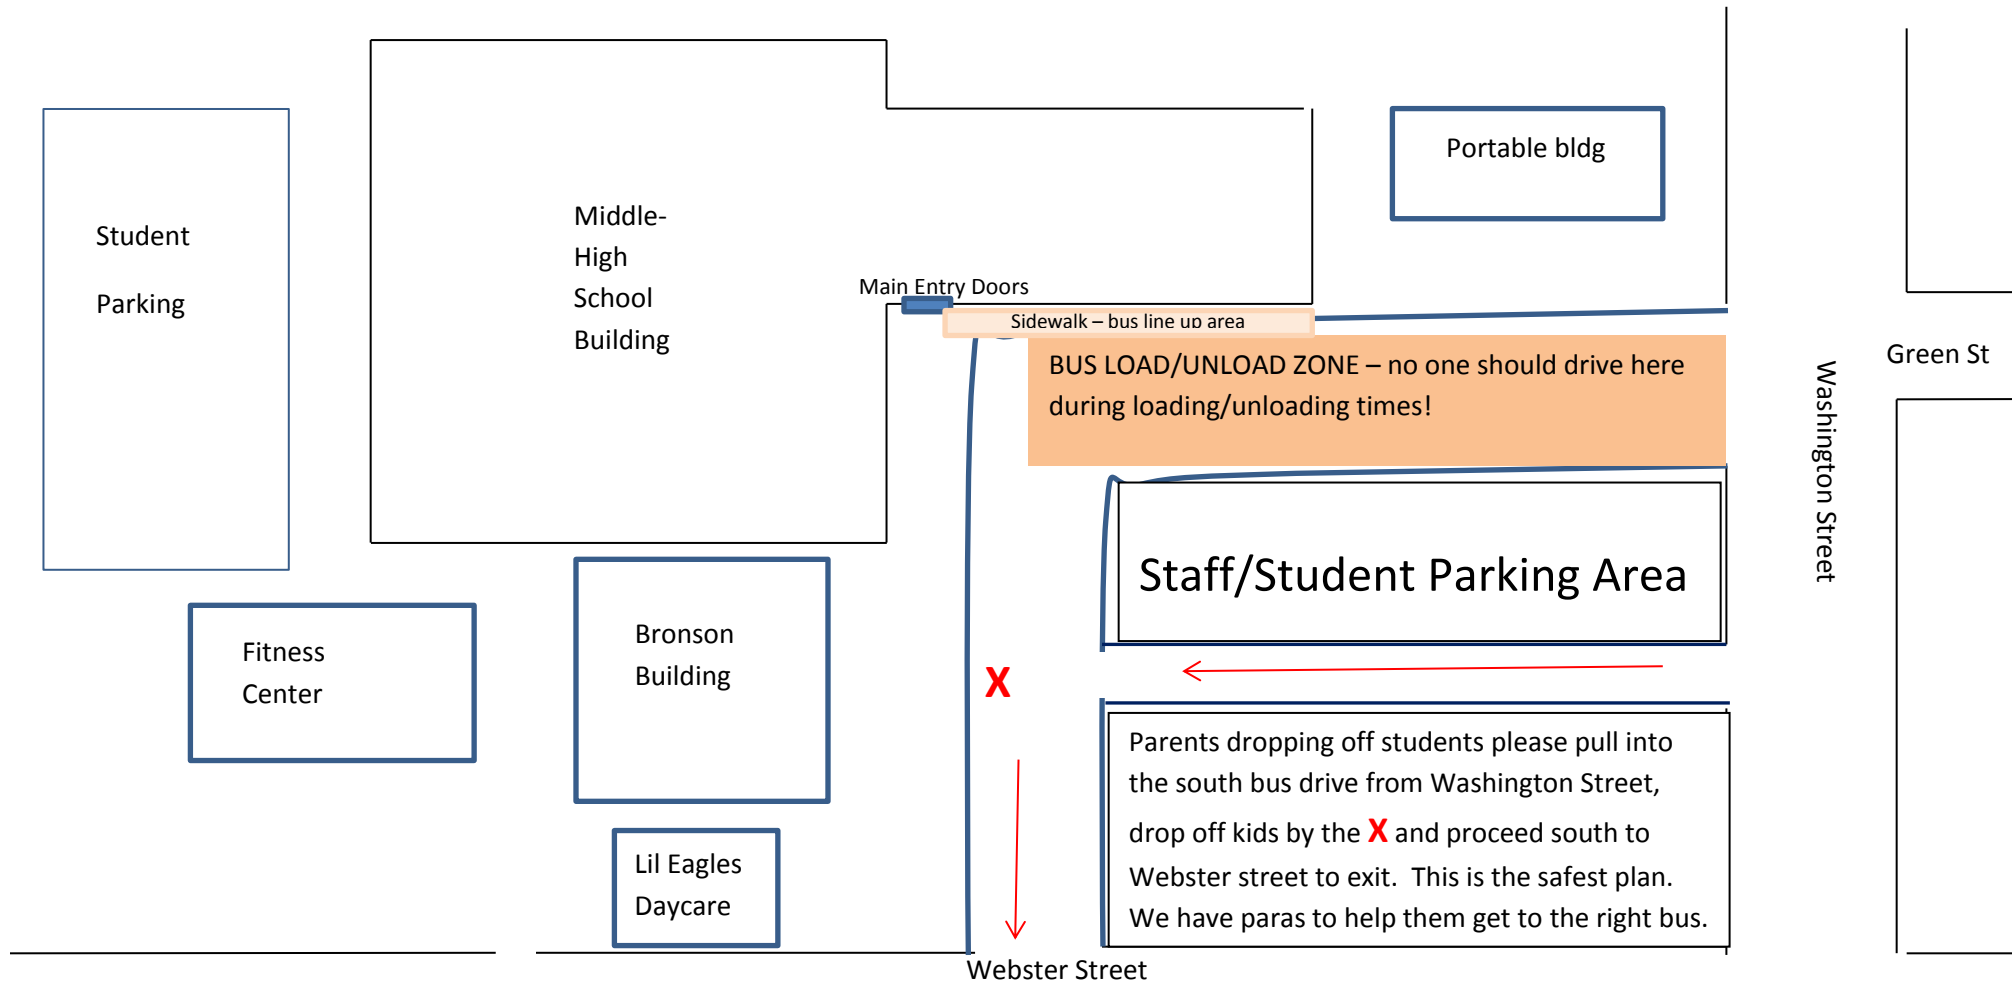 Portable bldg
Student
Parking
Middle-
High
School
Building
Main Entry Doors
Sidewalk – bus line up area
BUS LOAD/UNLOAD ZONE – no one should drive here
during loading/unloading times!
Green St
Washington Street
Staff/Student Parking Area
Fitness
Center
Bronson
Building
X
Parents dropping off students please pull into
the south bus drive from Washington Street,
drop off kids by the X and proceed south to
Webster street to exit.  This is the safest plan.
We have paras to help them get to the right bus.
Lil Eagles
Daycare
Webster Street